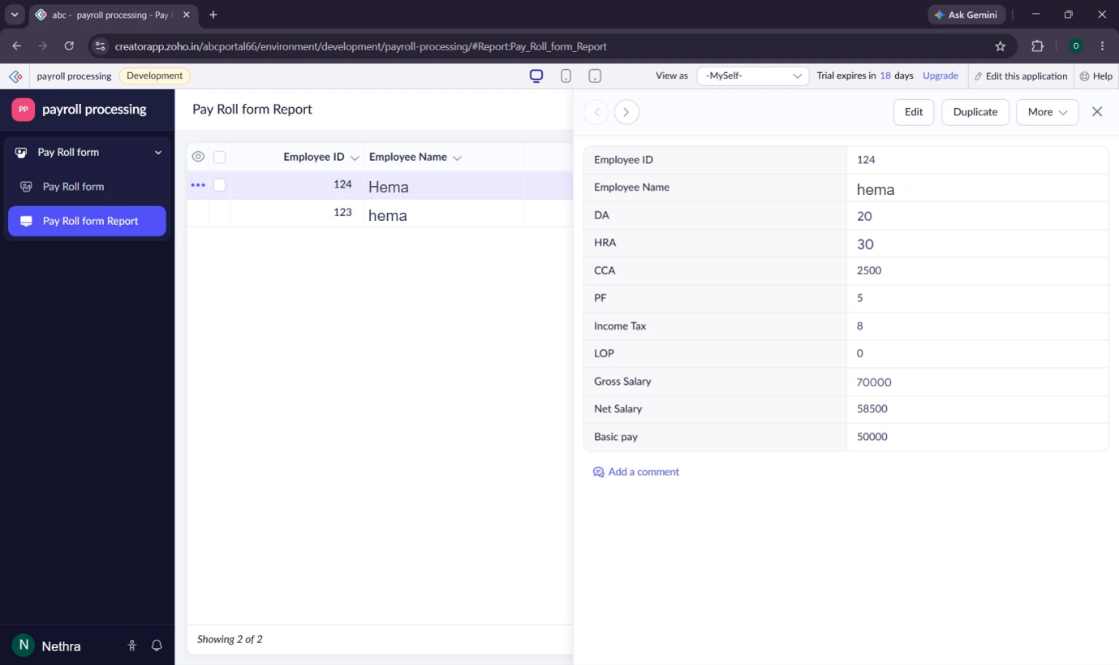 abc - payroll processing - Pay
Ask Gemini
creatorapp.zoho.in/abcportal66/environment/development/payroll-processing/#Report:Pay_Roll_form_Report
O
payroll processing
Development
View as
-MySelf-
Trial expires in 18 days
Upgrade
Edit this application
Help
PP
payroll processing
Pay Roll form
Pay Roll form
Pay Roll form Report
Pay Roll form Report
Employee ID Employee Name
124 Hema
123 hema
Showing 2 of 2
Edit
Duplicate
More
Employee ID 124
Employee Name hema
DA 20
HRA 30
CCA 2500
PF 5
Income Tax 8
LOP 0
Gross Salary 70000
Net Salary 58500
Basic pay 50000
Add a comment
N Nethra